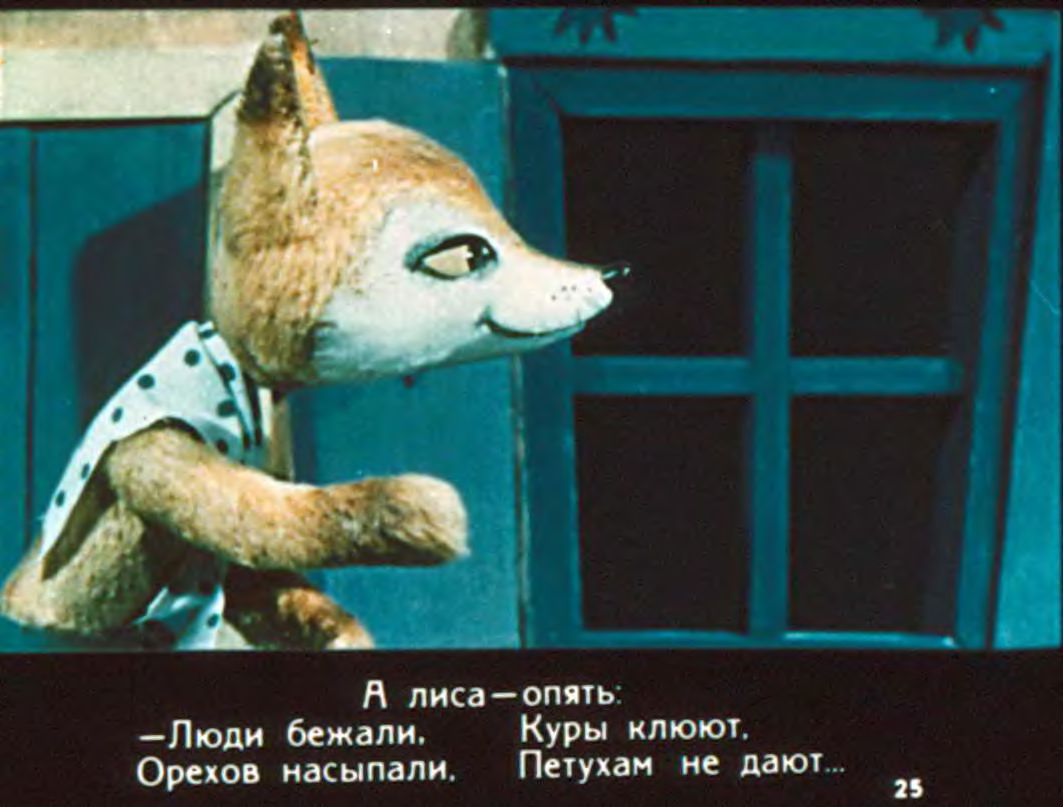 А лиса—опять:
—Люди бежали,
Орехов насыпали,
Куры клюют,
Петухам не дают...
25